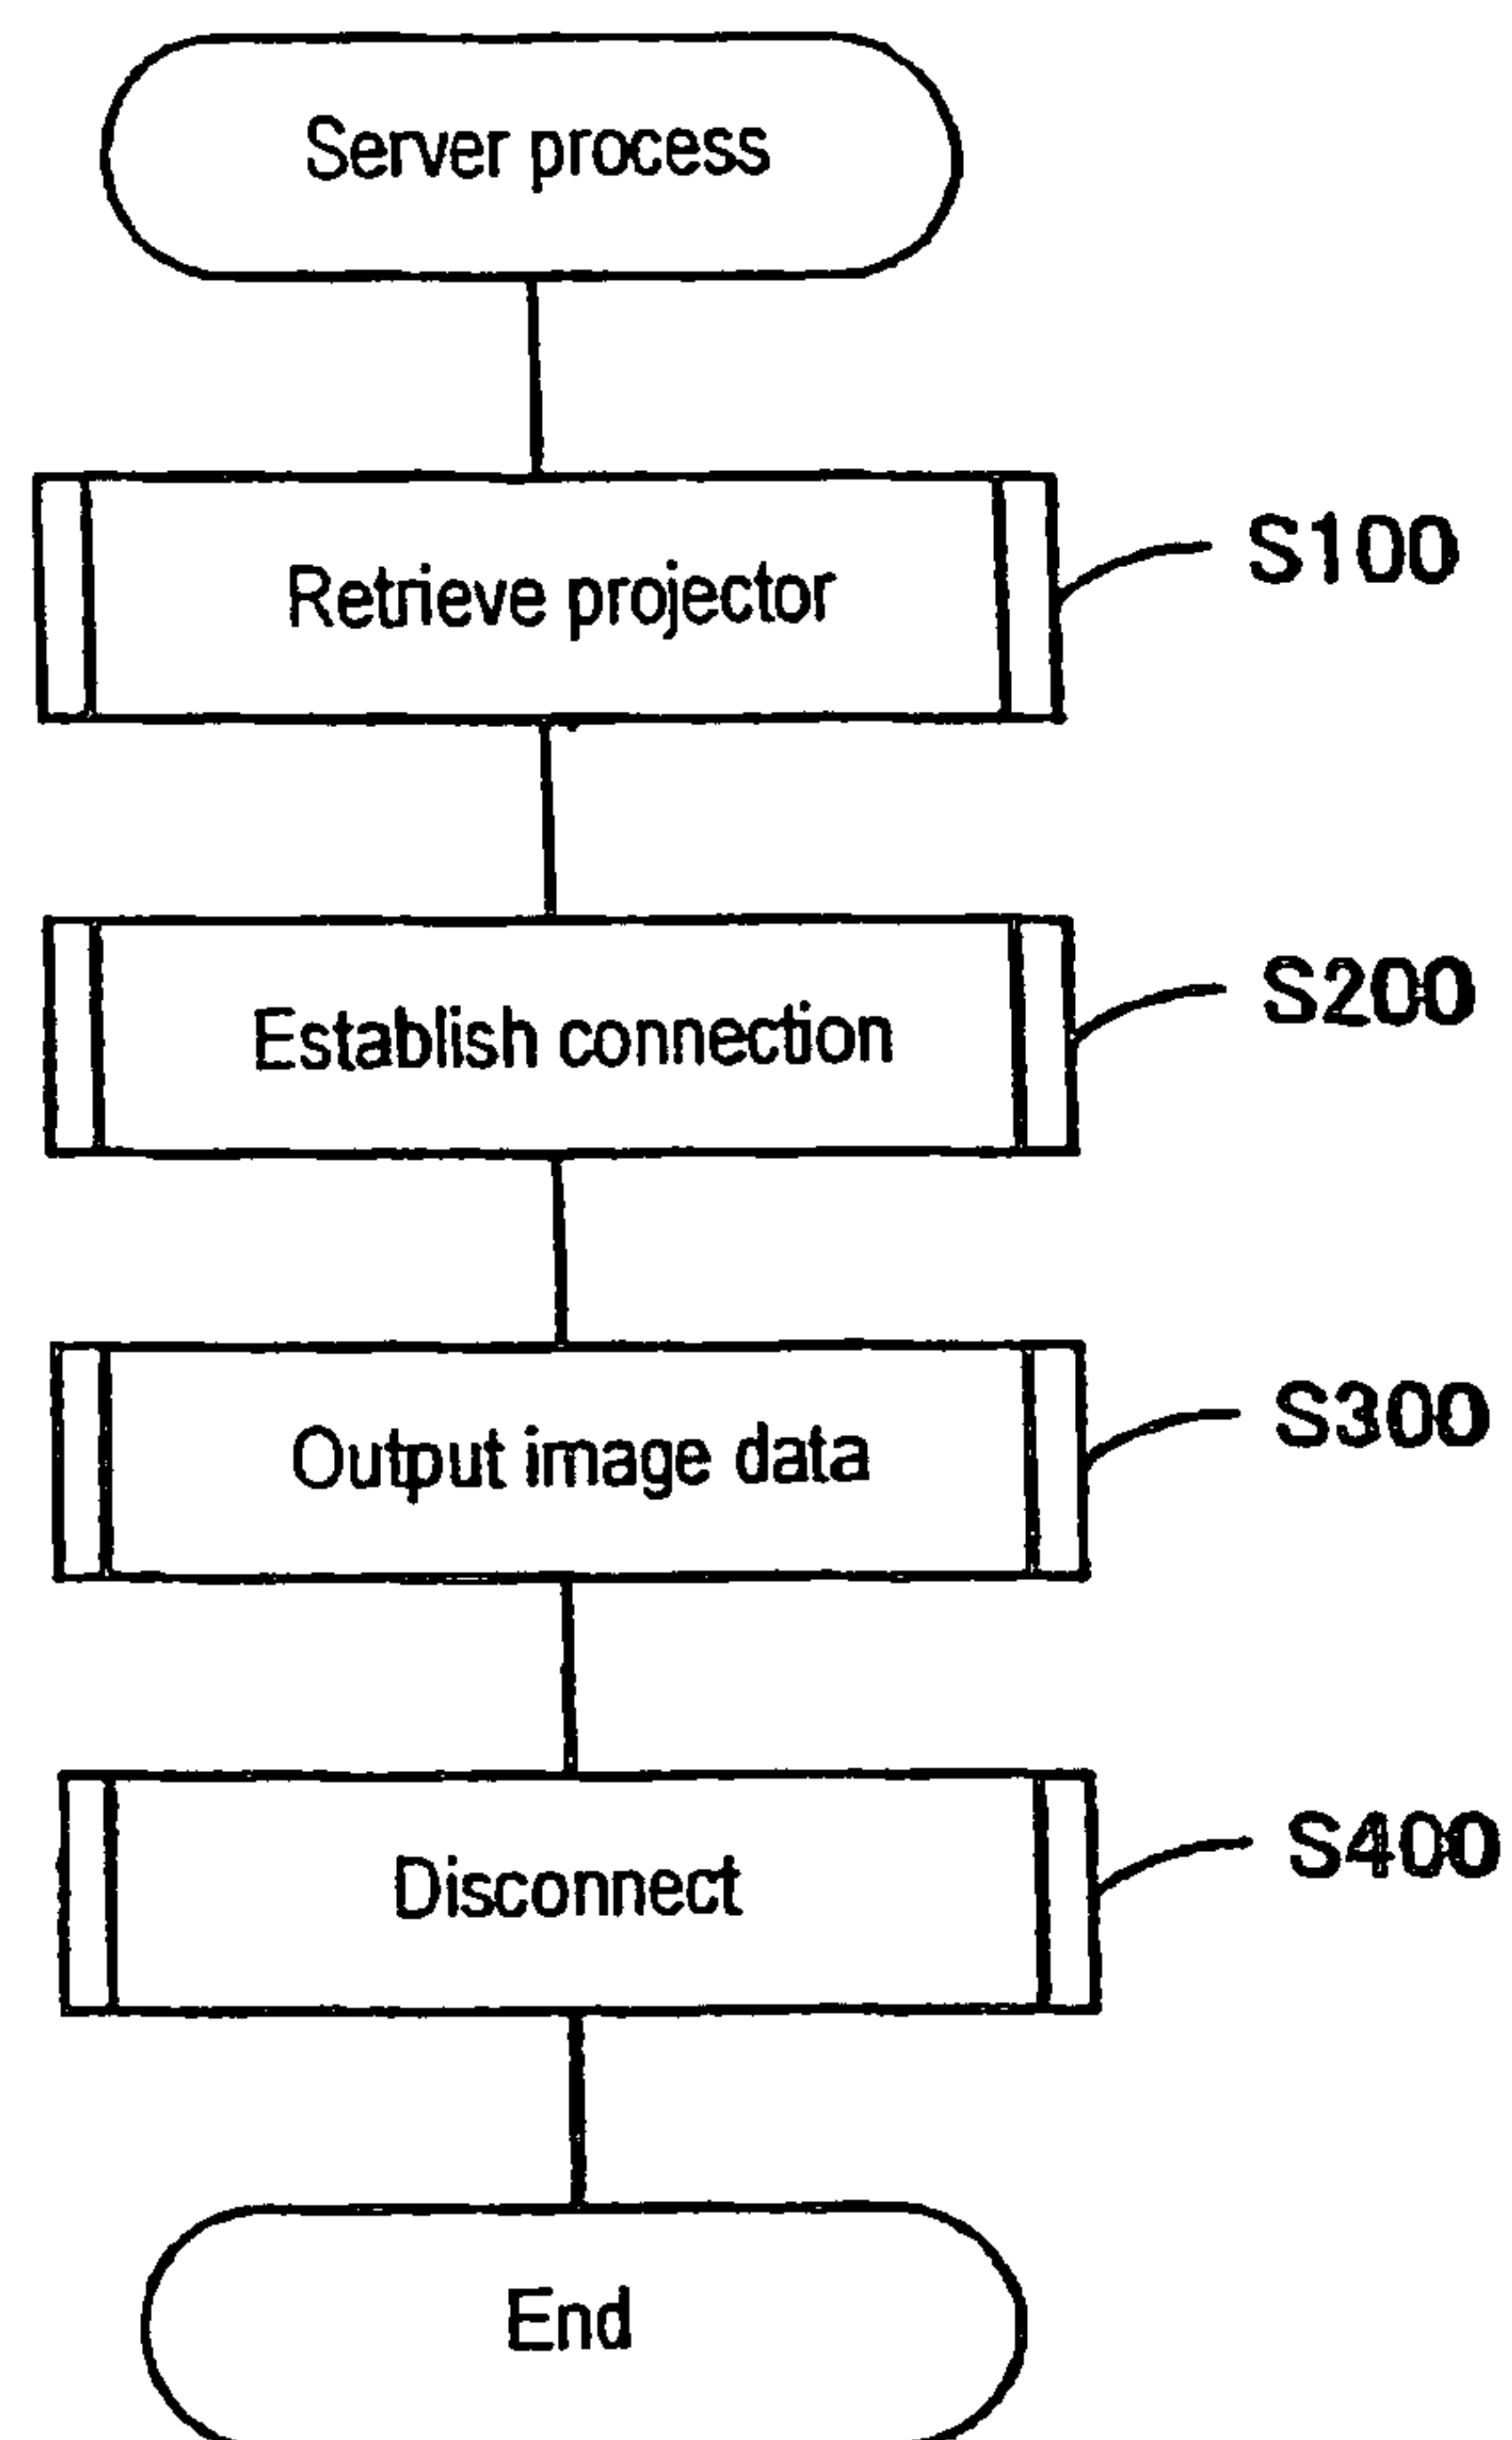 Server process
Retrieve projector
S100
Establish connection
S200
Output image data
S300
Disconnect
S400
End